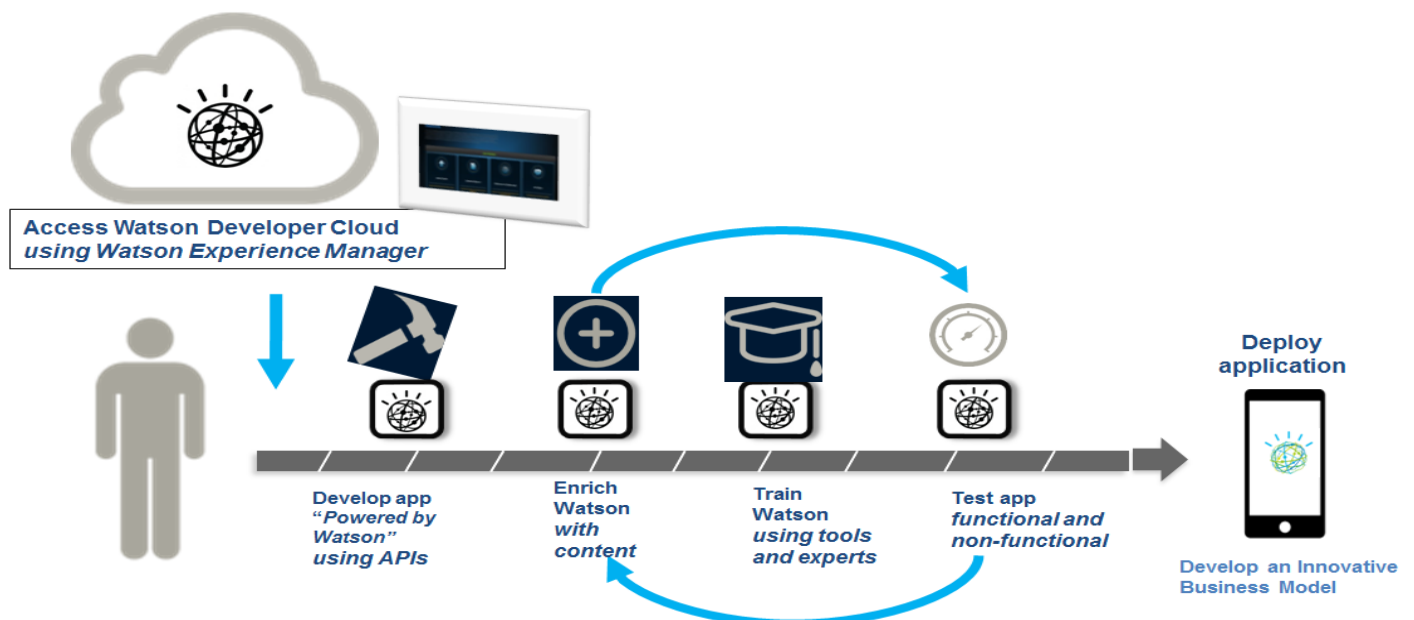 Access Watson Developer Cloud
using Watson Experience Manager
Deploy
application
Develop app
“Powered by
Watson”
using APIs
Enrich
Watson
with
content
Train
Watson
using tools
and experts
Test app
functional and
non-functional
Develop an Innovative
Business Model